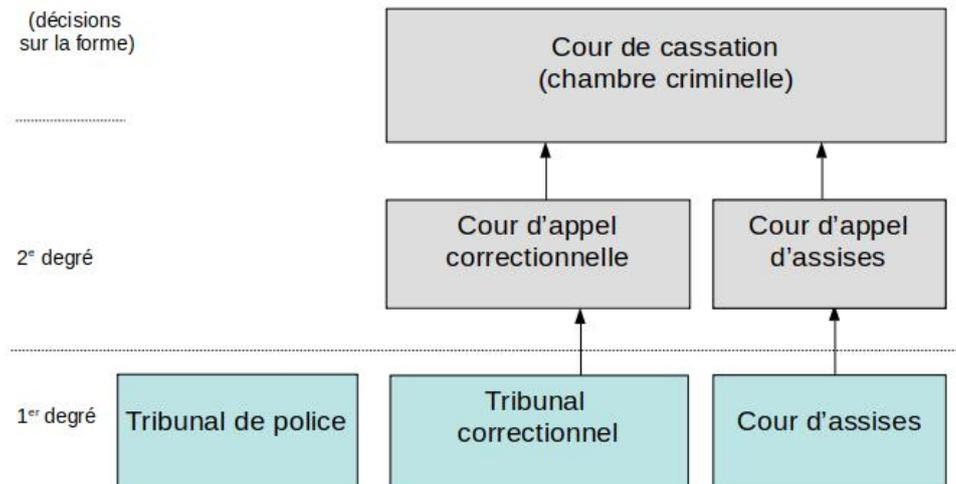 (décisions
sur la forme)
Cour de cassation
(chambre criminelle)
2e degré
Cour d’appel
correctionnelle
Cour d’appel
d’assises
1er degré
Tribunal de police
Tribunal
correctionnel
Cour d’assises